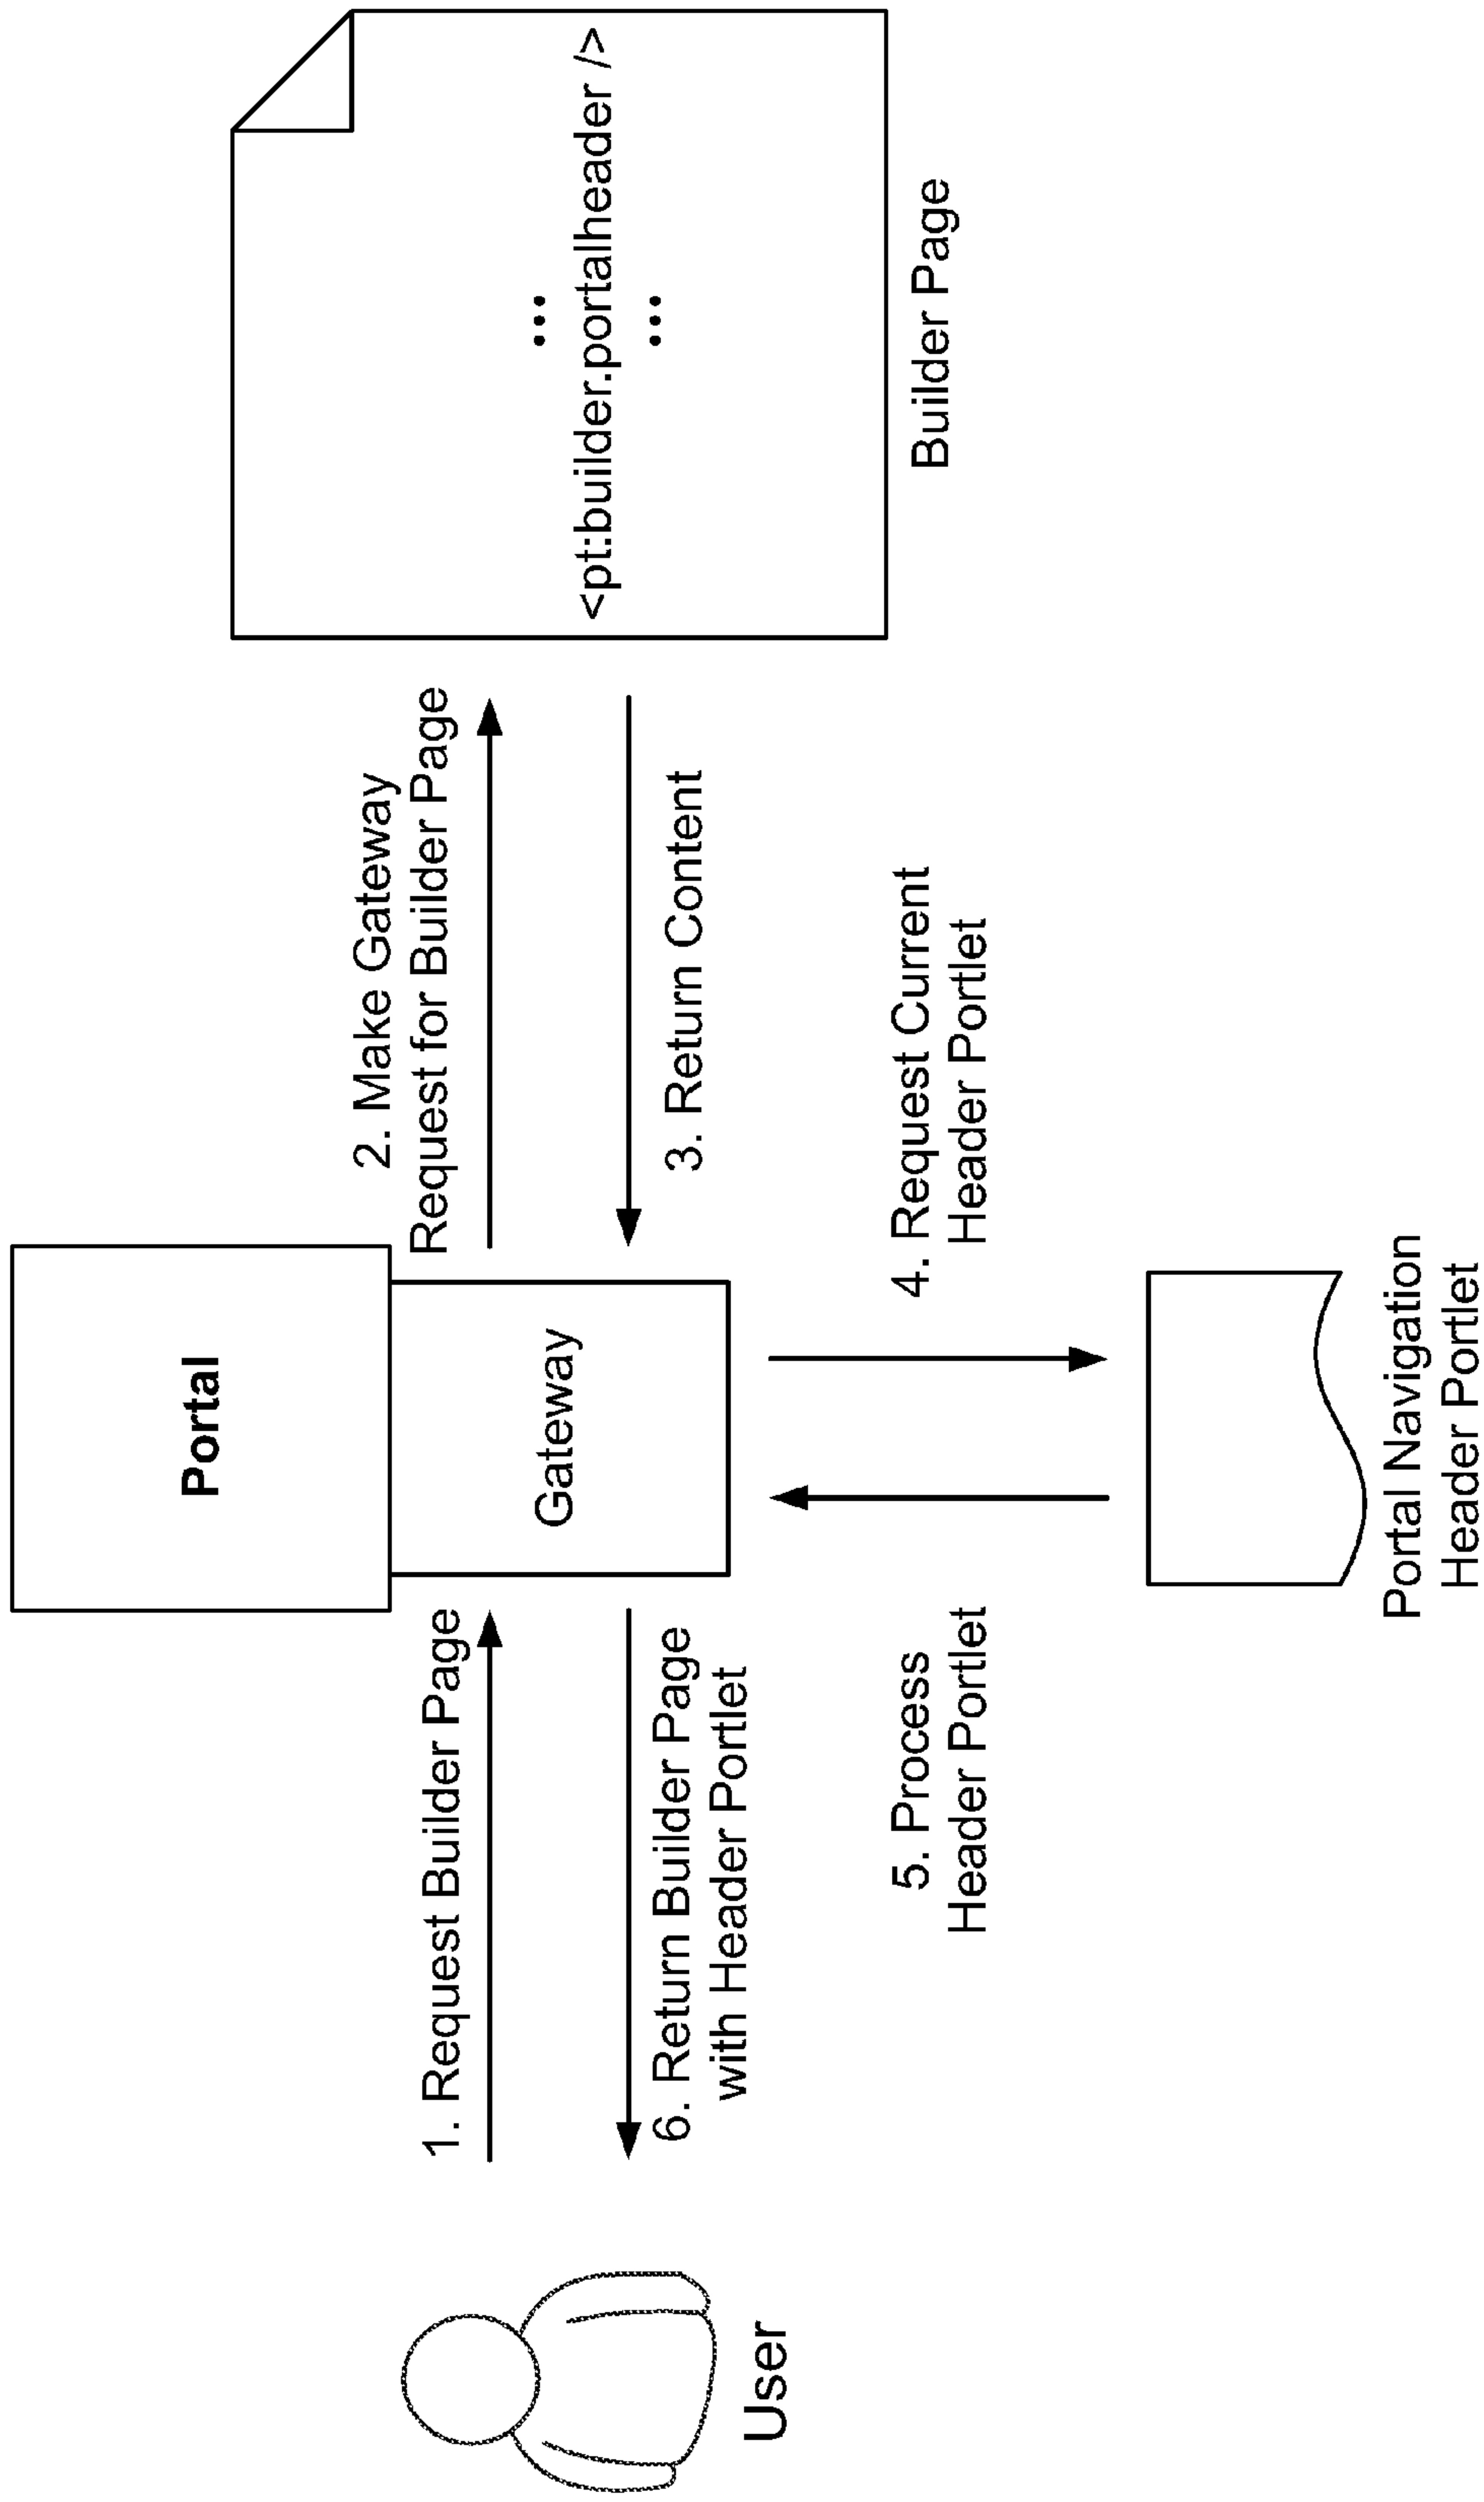 Portal
Gateway
1. Request Builder Page
2. Make Gateway
Request for Builder Page
<pt:builder.portalheader />
Builder Page
3. Return Content
4. Request Current
Header Portlet
Portal Navigation
Header Portlet
5. Process
Header Portlet
6. Return Builder Page
with Header Portlet
User